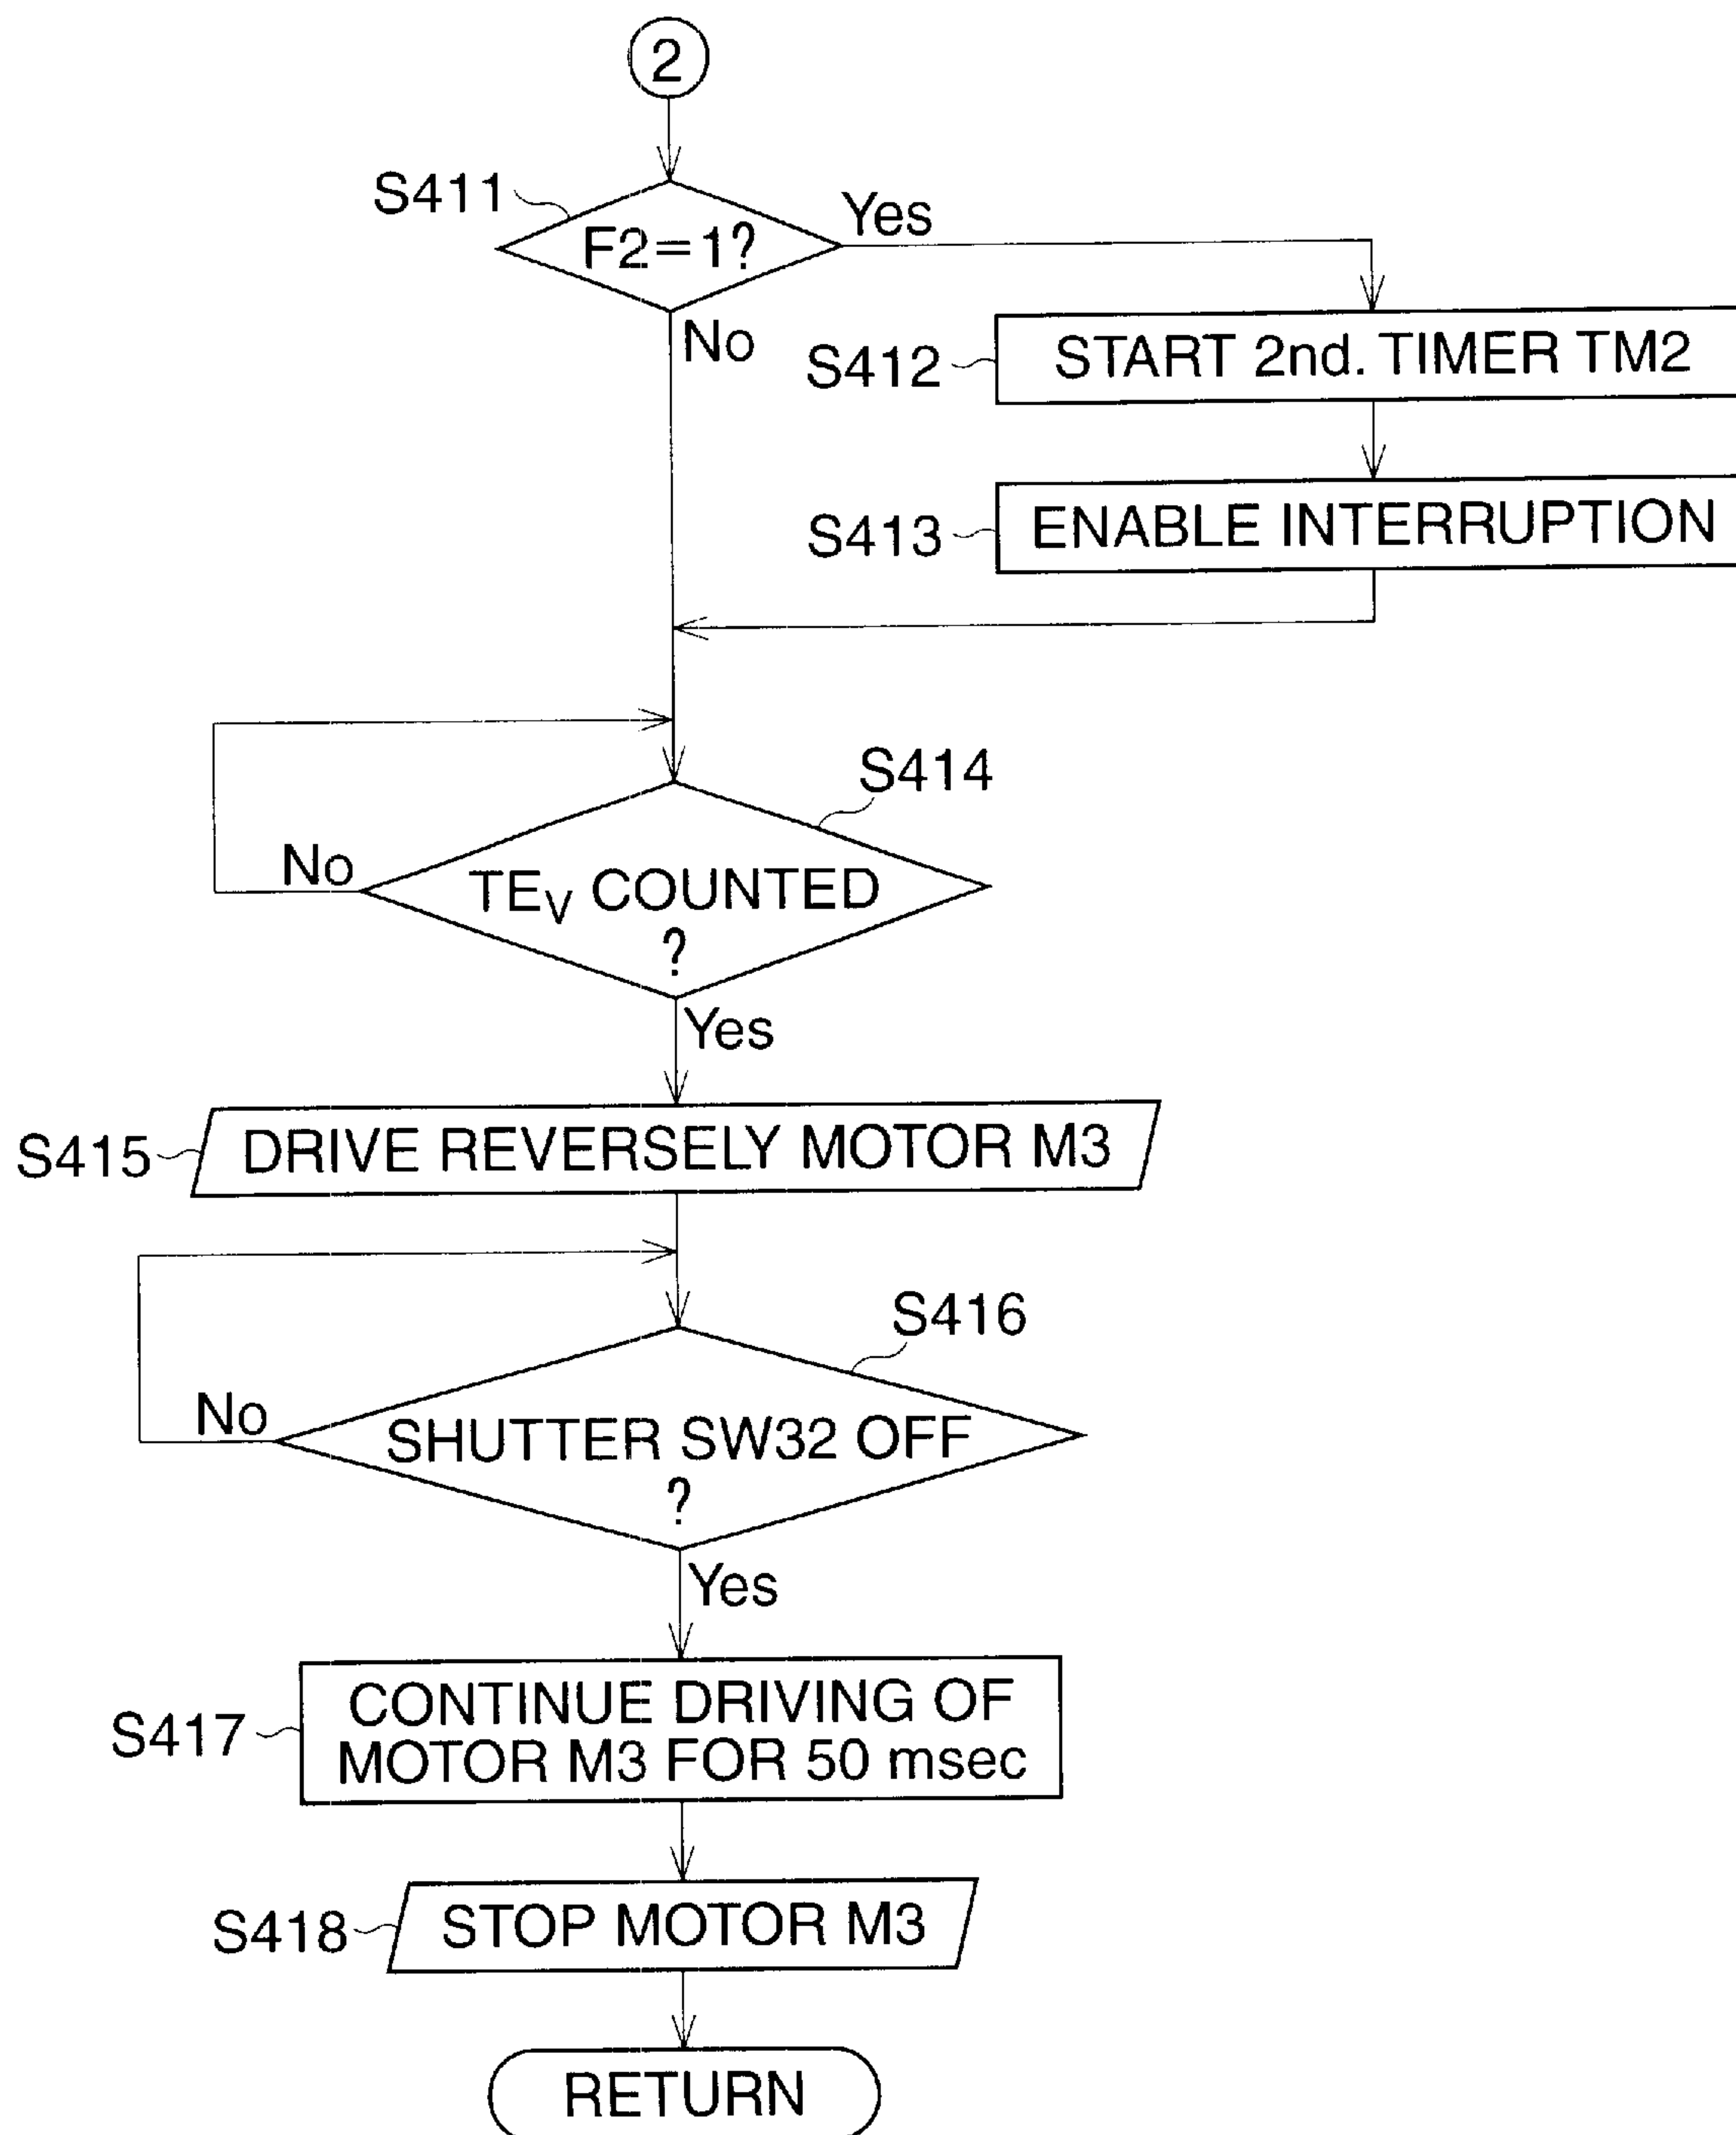 2
S411
F2=1?
Yes
No
S412
START 2nd. TIMER TM2
S413
ENABLE INTERRUPTION
S414
No
TEV COUNTED
?
Yes
S415
DRIVE REVERSELY MOTOR M3
S416
No
SHUTTER SW32 OFF
?
Yes
S417
CONTINUE DRIVING OF
MOTOR M3 FOR 50 msec
S418
STOP MOTOR M3
RETURN